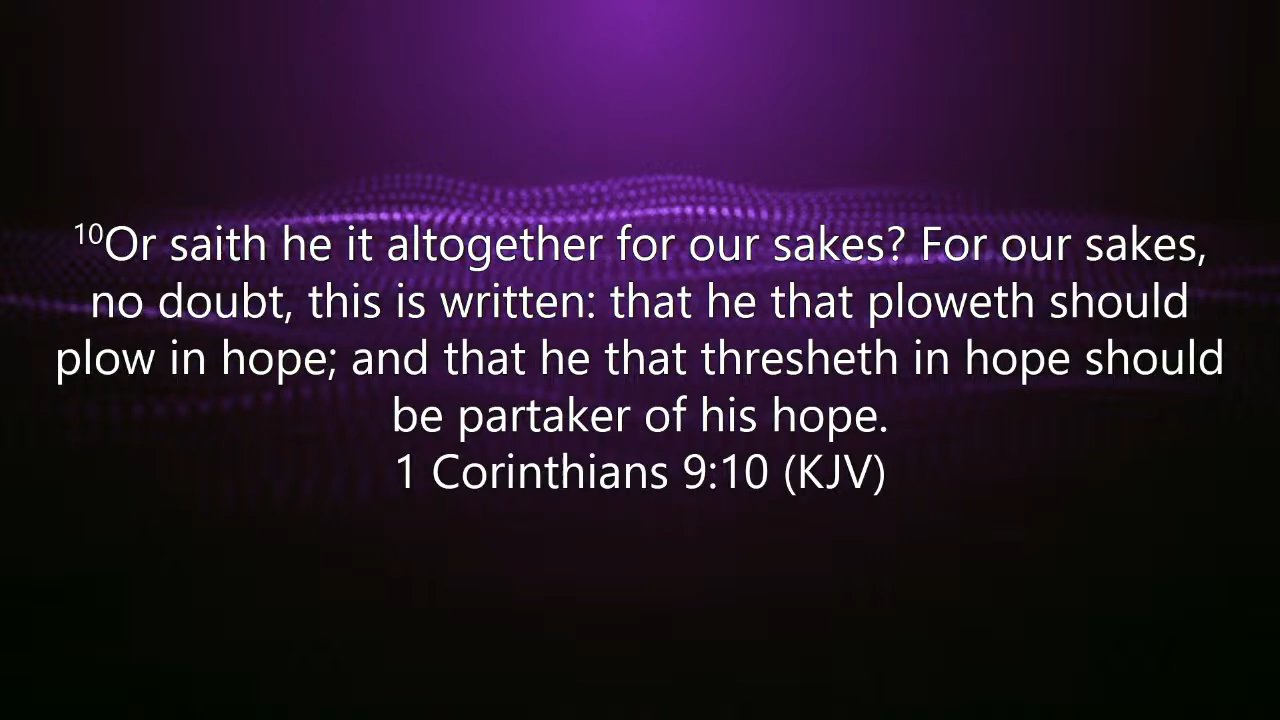 10Or saith he it altogether for our sakes? For our sakes,
no doubt, this is written: that he that ploweth should
plow in hope; and that he that thresheth in hope should
be partaker of his hope.
1 Corinthians 9:10 (KJV)